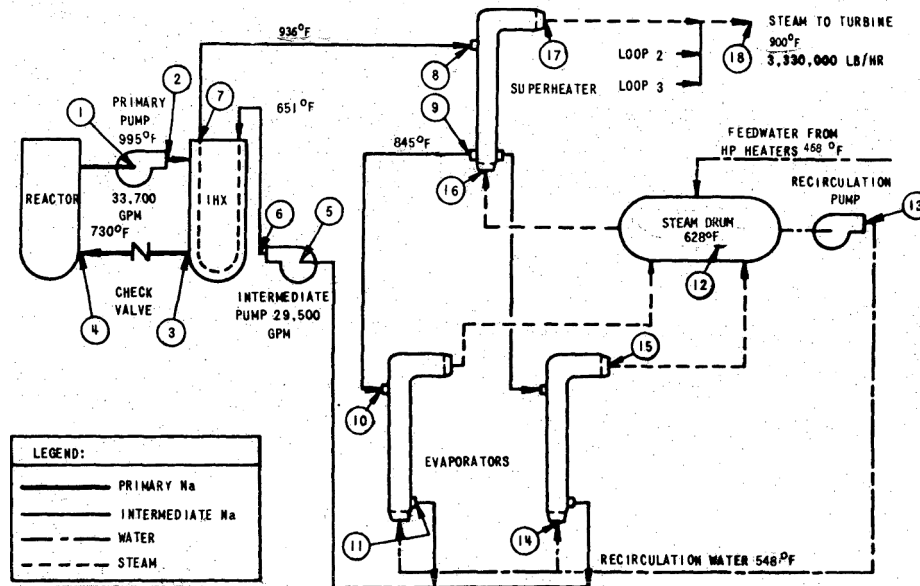 936°F
8
17
18
STEAM TO TURBINE
900°F
3,330,000 LB/HR
LOOP 2
LOOP 3
SUPERHEATER
1
2
7
PRIMARY
PUMP
995°F
651°F
9
845°F
16
FEEDWATER FROM
HP HEATERS 468 °F
RECIRCULATION
PUMP
13
REACTOR
33,700
GPM
730°F
IHX
6
5
STEAM DRUM
628°F
12
CHECK
VALVE
INTERMEDIATE
PUMP 29,500
GPM
4
3
15
10
EVAPORATORS
LEGEND:
PRIMARY Na
INTERMEDIATE Na
WATER
STEAM
11
14
RECIRCULATION WATER 548°F